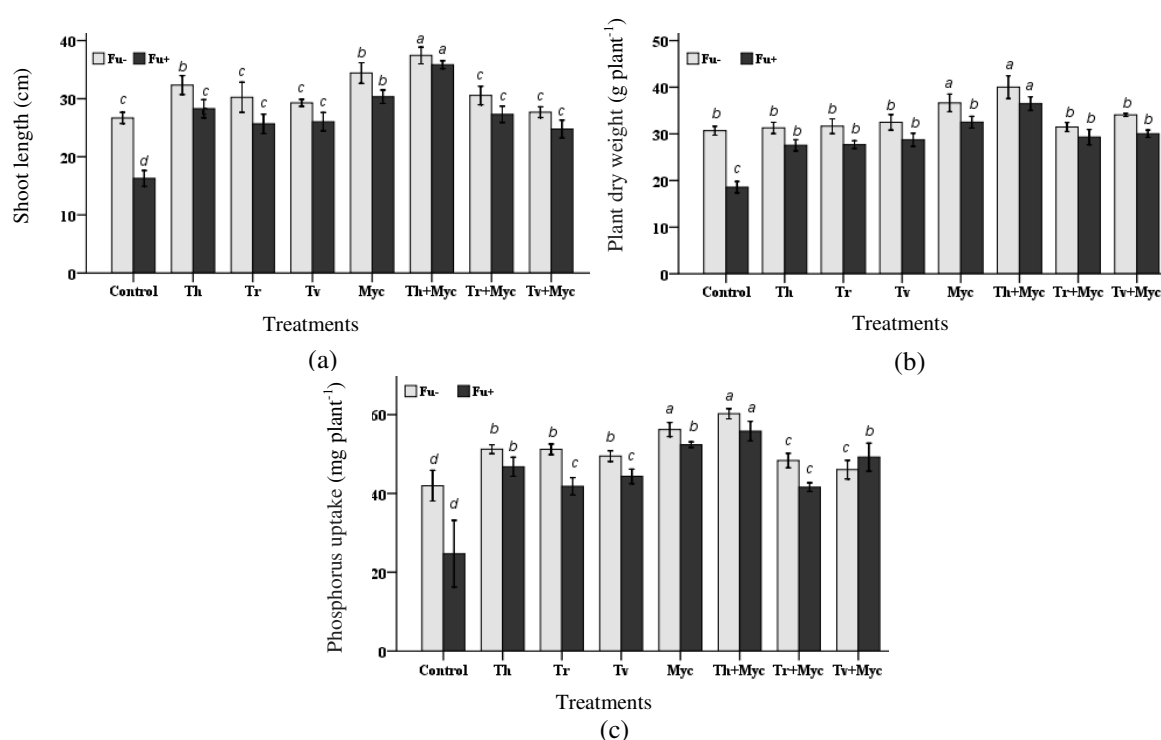 40
30
20
10
0
Shoot length (cm)
Fu- Fu+
c d b c c c c c b b a a c c c c
Control Th Tr Tv Myc Th+Myc Tr+Myc Tv+Myc
Treatments
(a)
50
40
30
20
10
0
Plant dry weight (g plant-1)
Fu- Fu+
b c b b b b b b a b a a b b b b
Control Th Tr Tv Myc Th+Myc Tr+Myc Tv+Myc
Treatments
(b)
60
40
20
0
Phosphorus uptake (mg plant-1)
Fu- Fu+
d d b b b c b c a b a a c c c b
Control Th Tr Tv Myc Th+Myc Tr+Myc Tv+Myc
Treatments
(c)